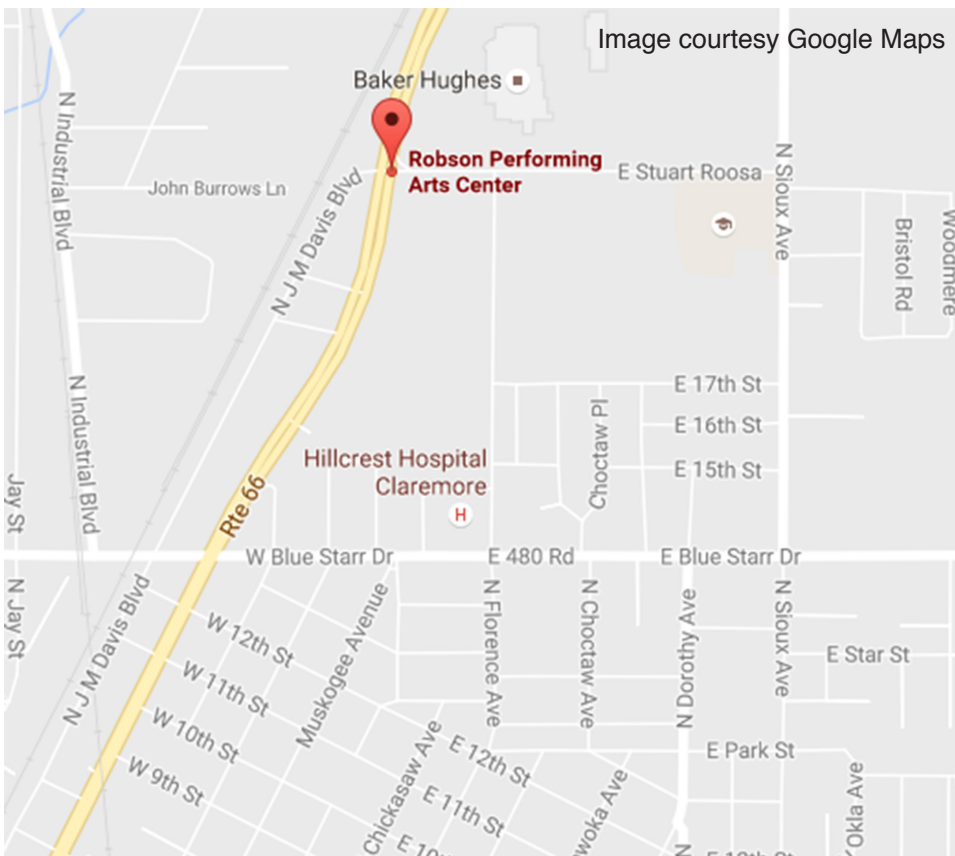 Image courtesy Google Maps
Baker Hughes
Robson Performing
Arts Center
E Stuart Roosa
N Sioux Ave
N Industrial Blvd
John Burrows Ln
N J M Davis Blvd
Bristol Rd
Woodmere
E 17th St
Choctaw Pl
E 16th St
E 15th St
N Industrial Blvd
Hillcrest Hospital
Claremore
H
Jay St
Rte 66
W Blue Starr Dr
E 480 Rd
E Blue Starr Dr
N Jay St
N J M Davis Blvd
W 12th St
Muskogee Avenue
N Florence Ave
N Choctaw Ave
N Dorothy Ave
N Sioux Ave
E Star St
W 11th St
W 10th St
W 9th St
Chickasaw Ave
E 12th St
E Park St
E 11th St
Okla Ave
N